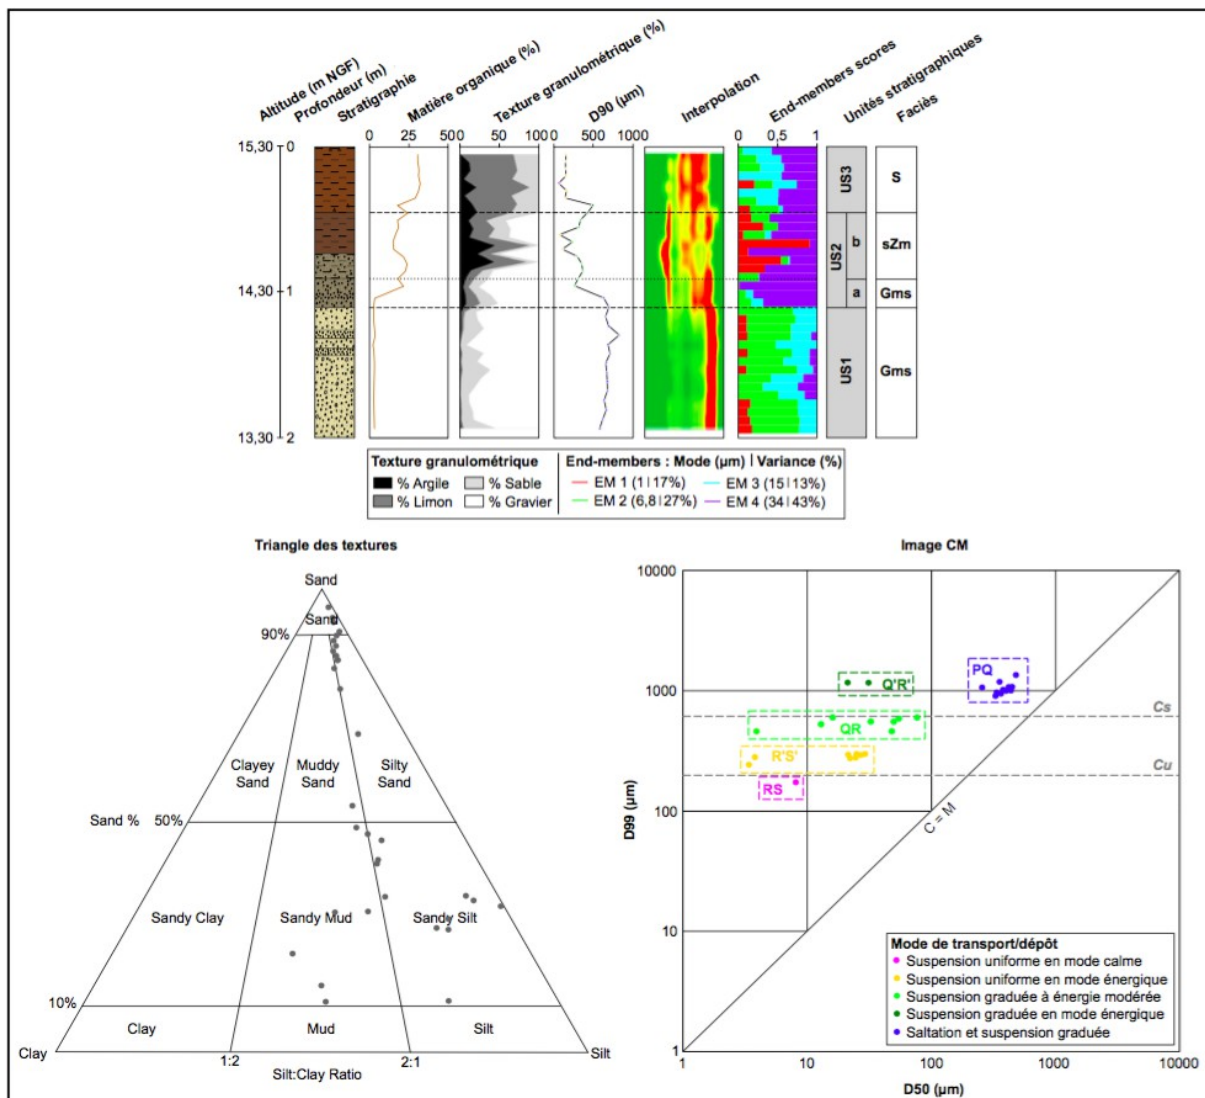 Altitude (m NGF)
Profondeur (m)
Stratigraphie
Matière organique (%)
Texture granulométrique (%)
D90 (µm)
Interpolation
End-members scores
Unités stratigraphiques
Faciès
0 25 50
0 50 100
0 500 1000
0 0,5 1
15,30 0
14,30 1
13,30 2
US3
S
US2
b
sZm
a
Gms
US1
Gms
Texture granulométrique
% Argile % Sable
% Limon % Gravier
End-members : Mode (µm) | Variance (%)
EM 1 (1|17%) EM 3 (15|13%)
EM 2 (6,8|27%) EM 4 (34|43%)
Triangle des textures
Sand
Sand
90%
Clayey Sand
Muddy Sand
Silty Sand
Sand % 50%
Sandy Clay
Sandy Mud
Sandy Silt
10%
Clay
Mud
Silt
Clay
1:2
2:1
Silt
Silt:Clay Ratio
Image CM
10000
1000
100
10
1
D99 (µm)
PQ
Q'R'
QR
R'S'
RS
Cs
Cu
C = M
Mode de transport/dépôt
Suspension uniforme en mode calme
Suspension uniforme en mode énergique
Suspension graduée à énergie modérée
Suspension graduée en mode énergique
Saltation et suspension graduée
1 10 100 1000 10000
D50 (µm)